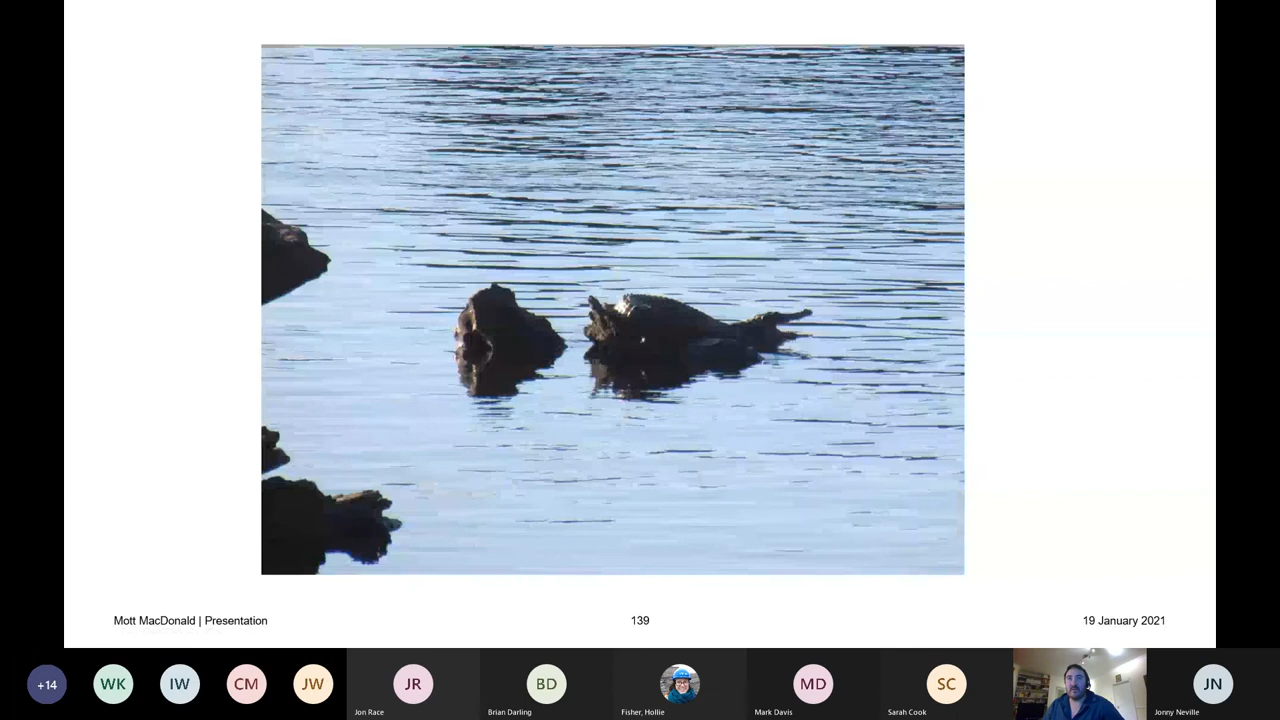 Mott MacDonald | Presentation
139
19 January 2021
+14
WK
IW
CM
JW
JR
BD
MD
SC
JN
Jon Race
Brian Darling
Fisher, Hollie
Mark Davis
Sarah Cook
Jonny Neville